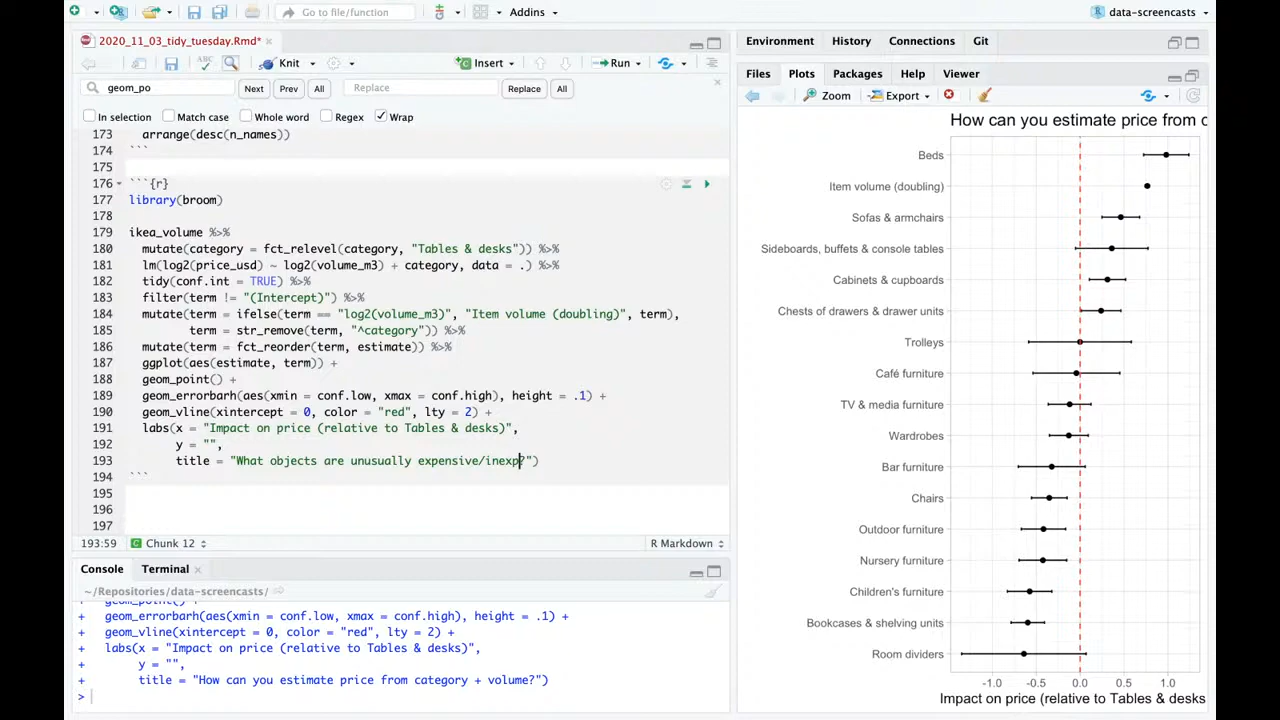 Go to file/function
Addins
data-screencasts
2020_11_03_tidy_tuesday.Rmd*
ABC
Knit
Insert
Run
geom_po
Next
Prev
All
Replace
Replace
All
In selection
Match case
Whole word
Regex
Wrap
173 arrange(desc(n_names))
174 ```
175
176 ```{r}
177 library(broom)
178
179 ikea_volume %>%
180 mutate(category = fct_relevel(category, "Tables & desks")) %>%
181 lm(log2(price_usd) ~ log2(volume_m3) + category, data = .) %>%
182 tidy(conf.int = TRUE) %>%
183 filter(term != "(Intercept)") %>%
184 mutate(term = ifelse(term == "log2(volume_m3)", "Item volume (doubling)", term),
185 term = str_remove(term, "^category")) %>%
186 mutate(term = fct_reorder(term, estimate)) %>%
187 ggplot(aes(estimate, term)) +
188 geom_point() +
189 geom_errorbarh(aes(xmin = conf.low, xmax = conf.high), height = .1) +
190 geom_vline(xintercept = 0, color = "red", lty = 2) +
191 labs(x = "Impact on price (relative to Tables & desks)",
192 y = "",
193 title = "What objects are unusually expensive/inexp?")
194 ```
195
196
197
193:59
Chunk 12
R Markdown
Console
Terminal
~/Repositories/data-screencasts/
+ geom_point() +
+ geom_errorbarh(aes(xmin = conf.low, xmax = conf.high), height = .1) +
+ geom_vline(xintercept = 0, color = "red", lty = 2) +
+ labs(x = "Impact on price (relative to Tables & desks)",
+ y = "",
+ title = "How can you estimate price from category + volume?")
>
Environment
History
Connections
Git
Files
Plots
Packages
Help
Viewer
Zoom
Export
How can you estimate price from c
Beds
Item volume (doubling)
Sofas & armchairs
Sideboards, buffets & console tables
Cabinets & cupboards
Chests of drawers & drawer units
Trolleys
Café furniture
TV & media furniture
Wardrobes
Bar furniture
Chairs
Outdoor furniture
Nursery furniture
Children's furniture
Bookcases & shelving units
Room dividers
-1.0 -0.5 0.0 0.5 1.0
Impact on price (relative to Tables & desks